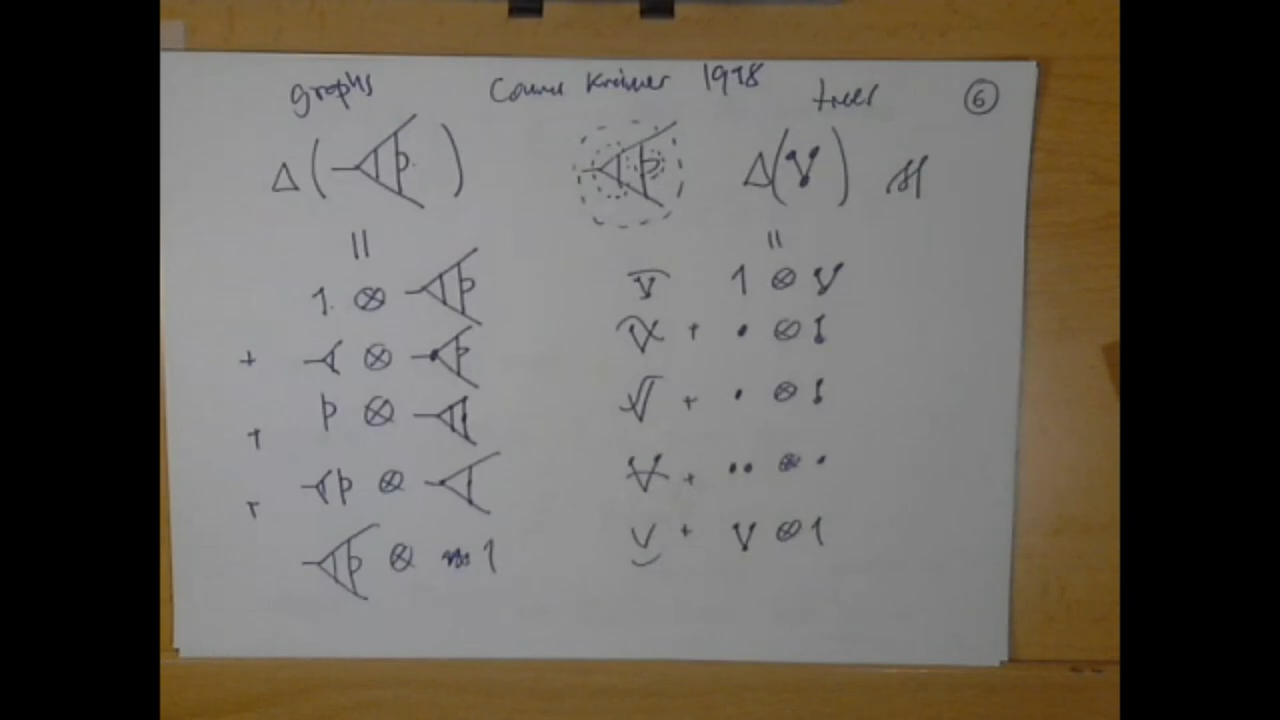 graphs Connes Kreimer 1998 trees 6
Δ ( ) Δ ( ) H
= =
1 ⊗ 1 ⊗
+ ⊗ + • ⊗
+ ⊗ + • ⊗
+ ⊗ + •• ⊗ •
⊗ 1 + ⊗ 1